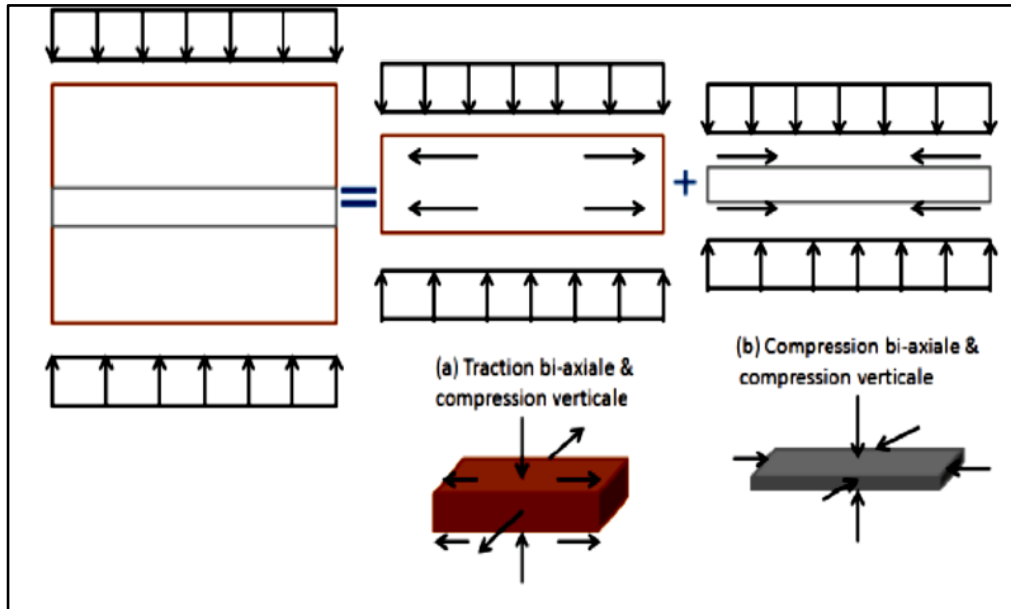 =
+
(a) Traction bi-axiale &
compression verticale
(b) Compression bi-axiale &
compression verticale